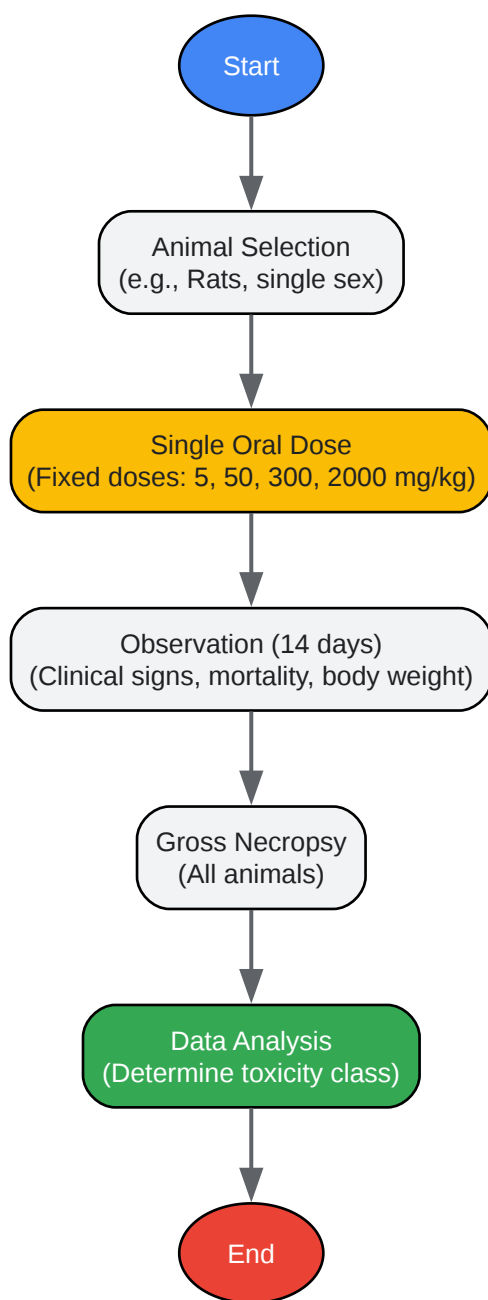 Start
Animal Selection
(e.g., Rats, single sex)
Single Oral Dose
(Fixed doses: 5, 50, 300, 2000 mg/kg)
Observation (14 days)
(Clinical signs, mortality, body weight)
Gross Necropsy
(All animals)
Data Analysis
(Determine toxicity class)
End